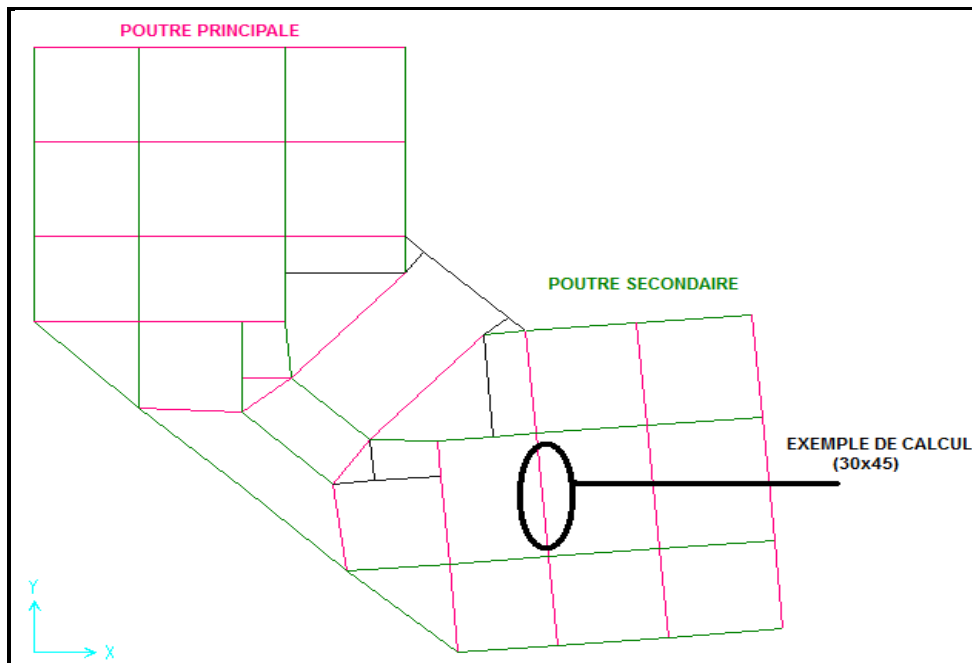 POUTRE PRINCIPALE
POUTRE SECONDAIRE
EXEMPLE DE CALCUL
(30x45)
Y
X